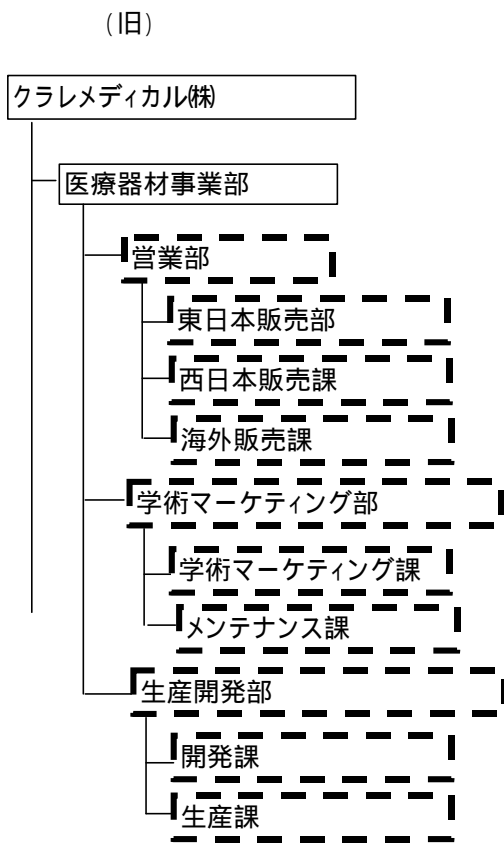 (旧)
クラレメディカル㈱
医療器材事業部
営業部
東日本販売部
西日本販売課
海外販売課
学術マーケティング部
学術マーケティング課
メンテナンス課
生産開発部
開発課
生産課